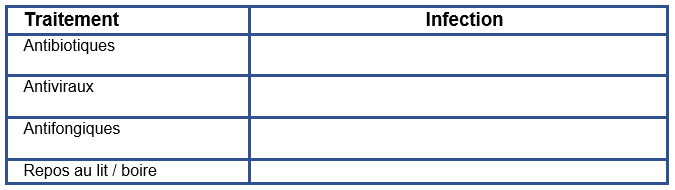 Traitement Infection
Antibiotiques
Antiviraux
Antifongiques
Repos au lit / boire